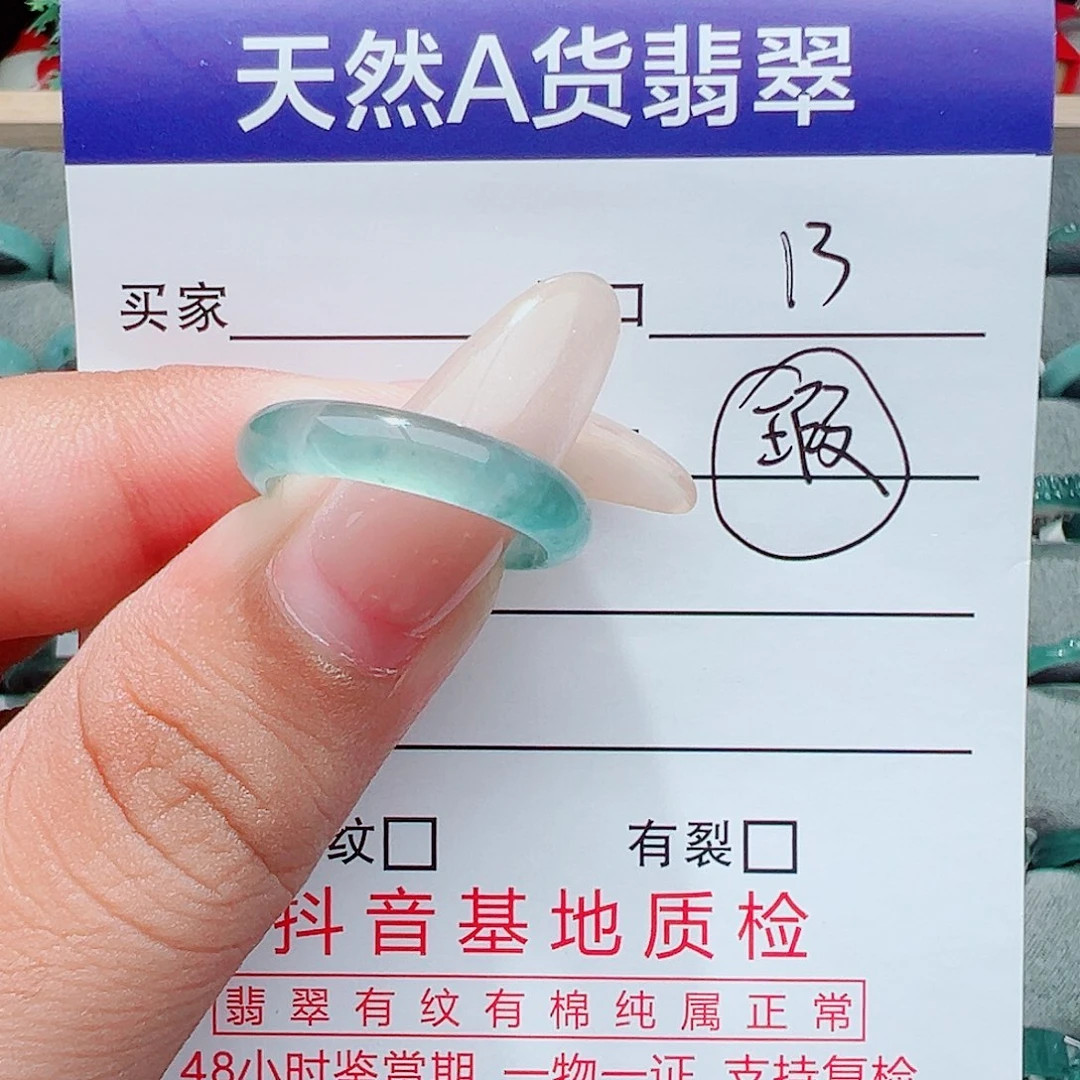 天然A货翡翠
13
买家 口
瑕
纹□ 有裂□
抖音基地质检
翡翠有纹有棉纯属正常
48小时鉴赏期 一物一证 支持复检